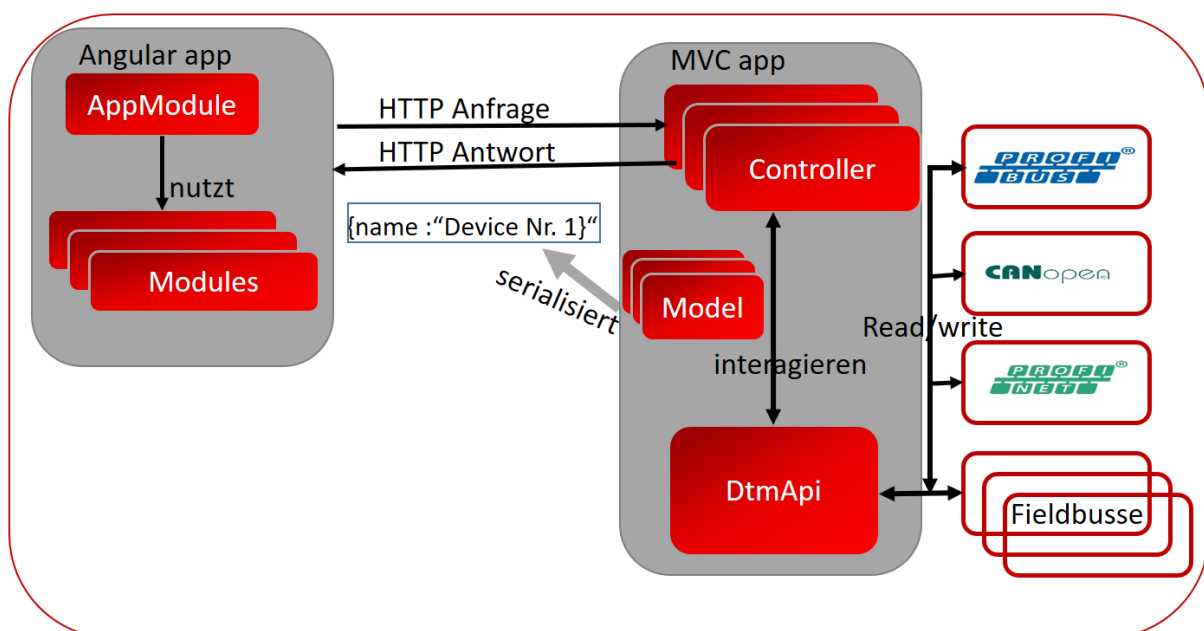 Angular app
AppModule
nutzt
Modules
HTTP Anfrage
HTTP Antwort
{name :“Device Nr. 1}“
serialisiert
MVC app
Controller
Model
interagieren
DtmApi
Read/write
PROFI®
BUS
CANopen
PROFI®
NET
Fieldbusse